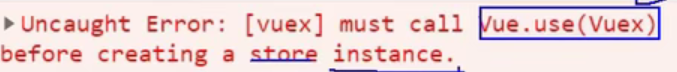 ▶Uncaught Error: [vuex] must call Vue.use(Vuex)
before creating a store instance.